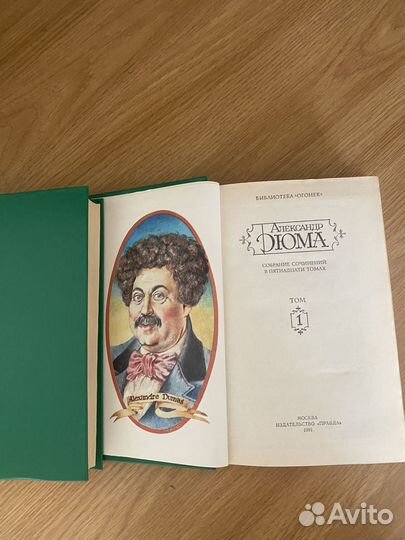 Alexandre Dumas
БИБЛИОТЕКА «ОГОНЕК»
АЛЕКСАНДР
ДЮМА
СОБРАНИЕ СОЧИНЕНИЙ
В ПЯТНАДЦАТИ ТОМАХ
ТОМ
1
МОСКВА
ИЗДАТЕЛЬСТВО «ПРАВДА»
1991
Avito